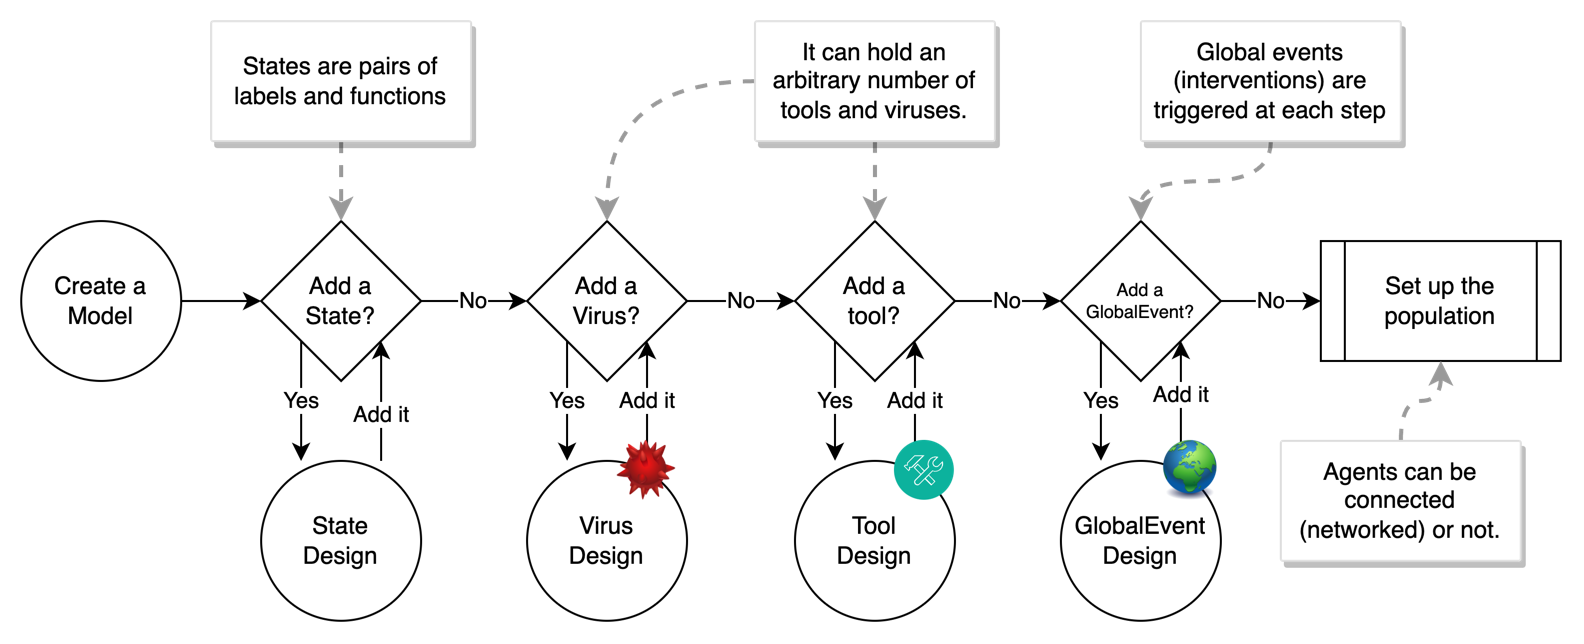 States are pairs of
labels and functions
It can hold an
arbitrary number of
tools and viruses.
Global events
(interventions) are
triggered at each step
Create a
Model
Add a
State?
No
Add a
Virus?
No
Add a
tool?
No
Add a
GlobalEvent?
No
Set up the
population
Yes
Add it
Yes
Add it
Yes
Add it
Yes
Add it
State
Design
Virus
Design
Tool
Design
GlobalEvent
Design
Agents can be
connected
(networked) or not.